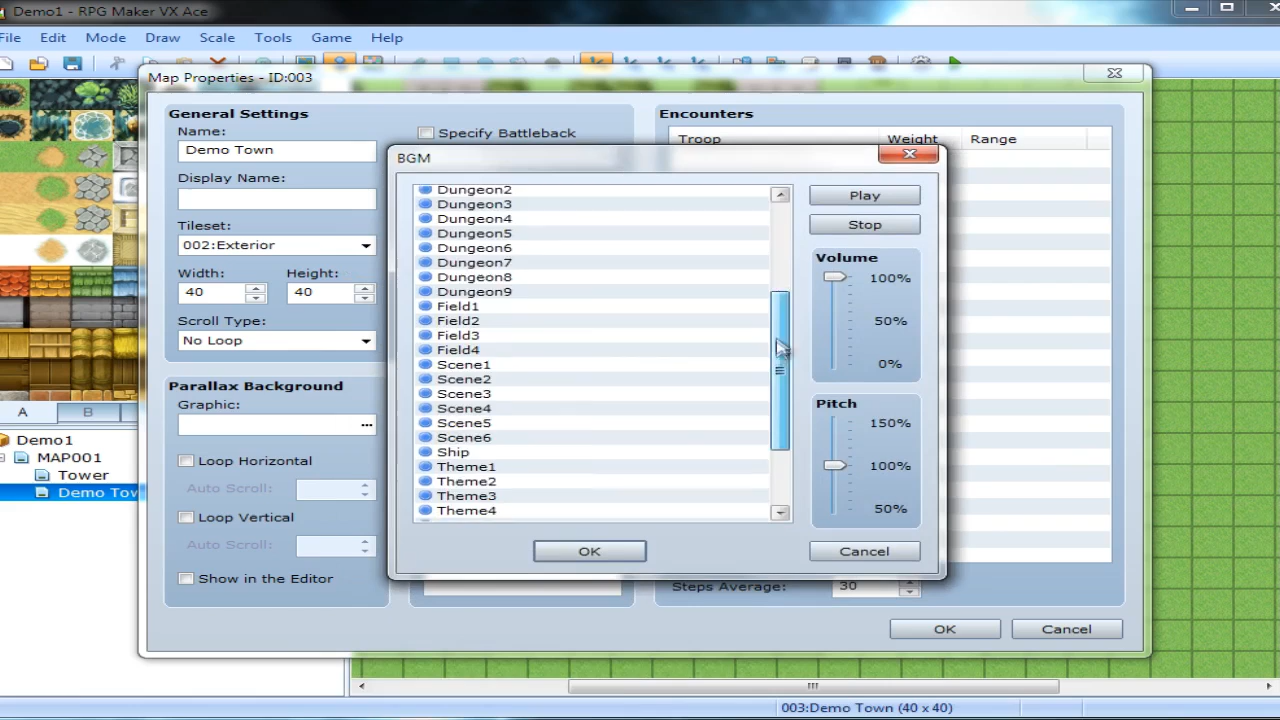 Demo1 - RPG Maker VX Ace
File Edit Mode Draw Scale Tools Game Help
Map Properties - ID:003
General Settings
Name:
Demo Town
Display Name:
Tileset:
002:Exterior
Width: Height:
40 40
Scroll Type:
No Loop
Parallax Background
Graphic:
...
Loop Horizontal
Auto Scroll:
Loop Vertical
Auto Scroll:
Show in the Editor
Specify Battleback
Encounters
Troop Weight Range
Steps Average: 30
OK Cancel
BGM
Dungeon2
Dungeon3
Dungeon4
Dungeon5
Dungeon6
Dungeon7
Dungeon8
Dungeon9
Field1
Field2
Field3
Field4
Scene1
Scene2
Scene3
Scene4
Scene5
Scene6
Ship
Theme1
Theme2
Theme3
Theme4
Play
Stop
Volume
100%
50%
0%
Pitch
150%
100%
50%
OK Cancel
A B
Demo1
MAP001
Tower
Demo Tow
003:Demo Town (40 x 40)